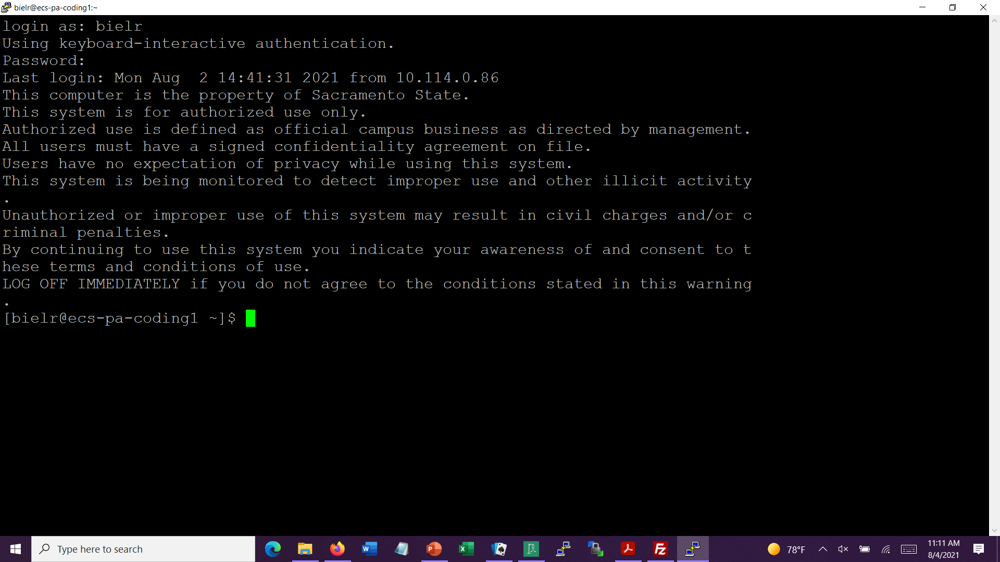 bielr@ecs-pa-coding1:~
login as: bielr
Using keyboard-interactive authentication.
Password:
Last login: Mon Aug  2 14:41:31 2021 from 10.114.0.86
This computer is the property of Sacramento State.
This system is for authorized use only.
Authorized use is defined as official campus business as directed by management.
All users must have a signed confidentiality agreement on file.
Users have no expectation of privacy while using this system.
This system is being monitored to detect improper use and other illicit activity
.
Unauthorized or improper use of this system may result in civil charges and/or c
riminal penalties.
By continuing to use this system you indicate your awareness of and consent to t
hese terms and conditions of use.
LOG OFF IMMEDIATELY if you do not agree to the conditions stated in this warning
.
[bielr@ecs-pa-coding1 ~]$
Type here to search
78°F
11:11 AM
8/4/2021